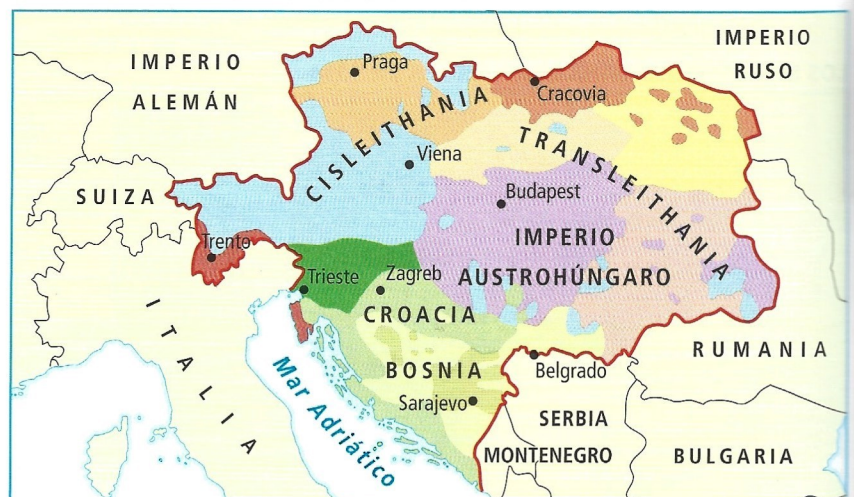 IMPERIO
ALEMÁN
IMPERIO
RUSO
Praga
Cracovia
CISLEITHANIA
TRANSLEITHANIA
Viena
SUIZA
Budapest
IMPERIO
AUSTROHÚNGARO
Trento
Trieste
Zagreb
CROACIA
ITALIA
Mar Adriático
BOSNIA
Sarajevo
Belgrado
RUMANIA
SERBIA
MONTENEGRO
BULGARIA